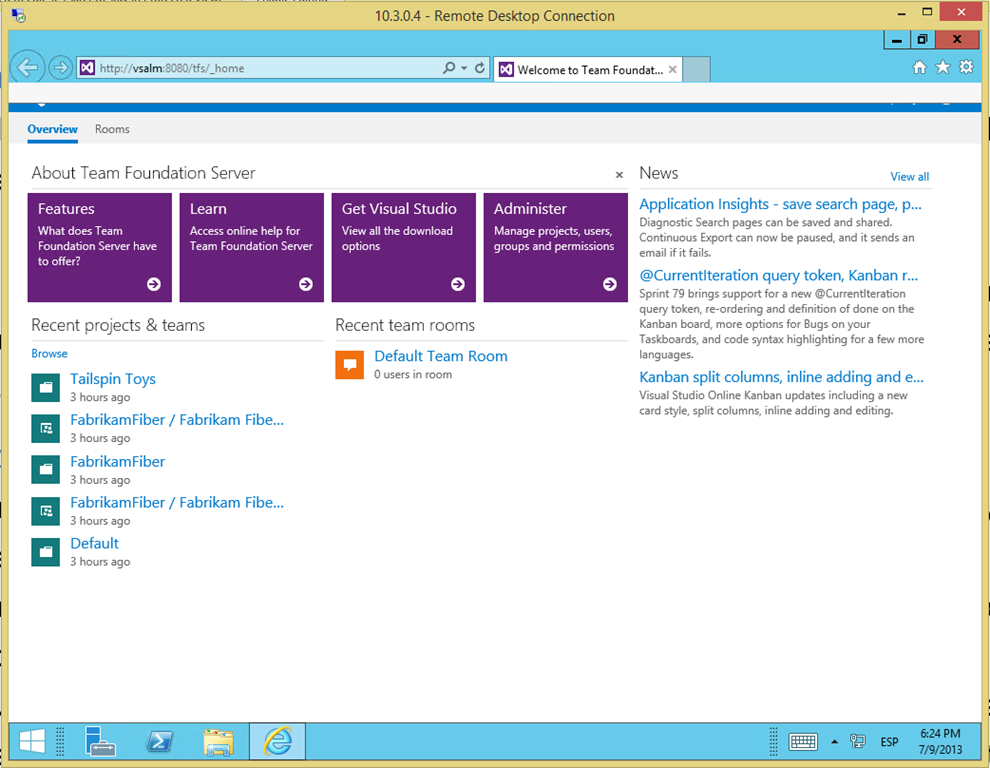 10.3.0.4 - Remote Desktop Connection
http://vsalm:8080/tfs/_home
Welcome to Team Foundat...
Overview
Rooms
About Team Foundation Server
Features
What does Team
Foundation Server have
to offer?
Learn
Access online help for
Team Foundation Server
Get Visual Studio
View all the download
options
Administer
Manage projects, users,
groups and permissions
Recent projects & teams
Browse
Tailspin Toys
3 hours ago
FabrikamFiber / Fabrikam Fibe...
3 hours ago
FabrikamFiber
3 hours ago
FabrikamFiber / Fabrikam Fibe...
3 hours ago
Default
3 hours ago
Recent team rooms
Default Team Room
0 users in room
News
View all
Application Insights - save search page, p...
Diagnostic Search pages can be saved and shared.
Continuous Export can now be paused, and it sends an
email if it fails.
@CurrentIteration query token, Kanban r...
Sprint 79 brings support for a new @CurrentIteration
query token, re-ordering and definition of done on the
Kanban board, more options for Bugs on your
Taskboards, and code syntax highlighting for a few more
languages.
Kanban split columns, inline adding and e...
Visual Studio Online Kanban updates including a new
card style, split columns, inline adding and editing.
ESP
6:24 PM
7/9/2013